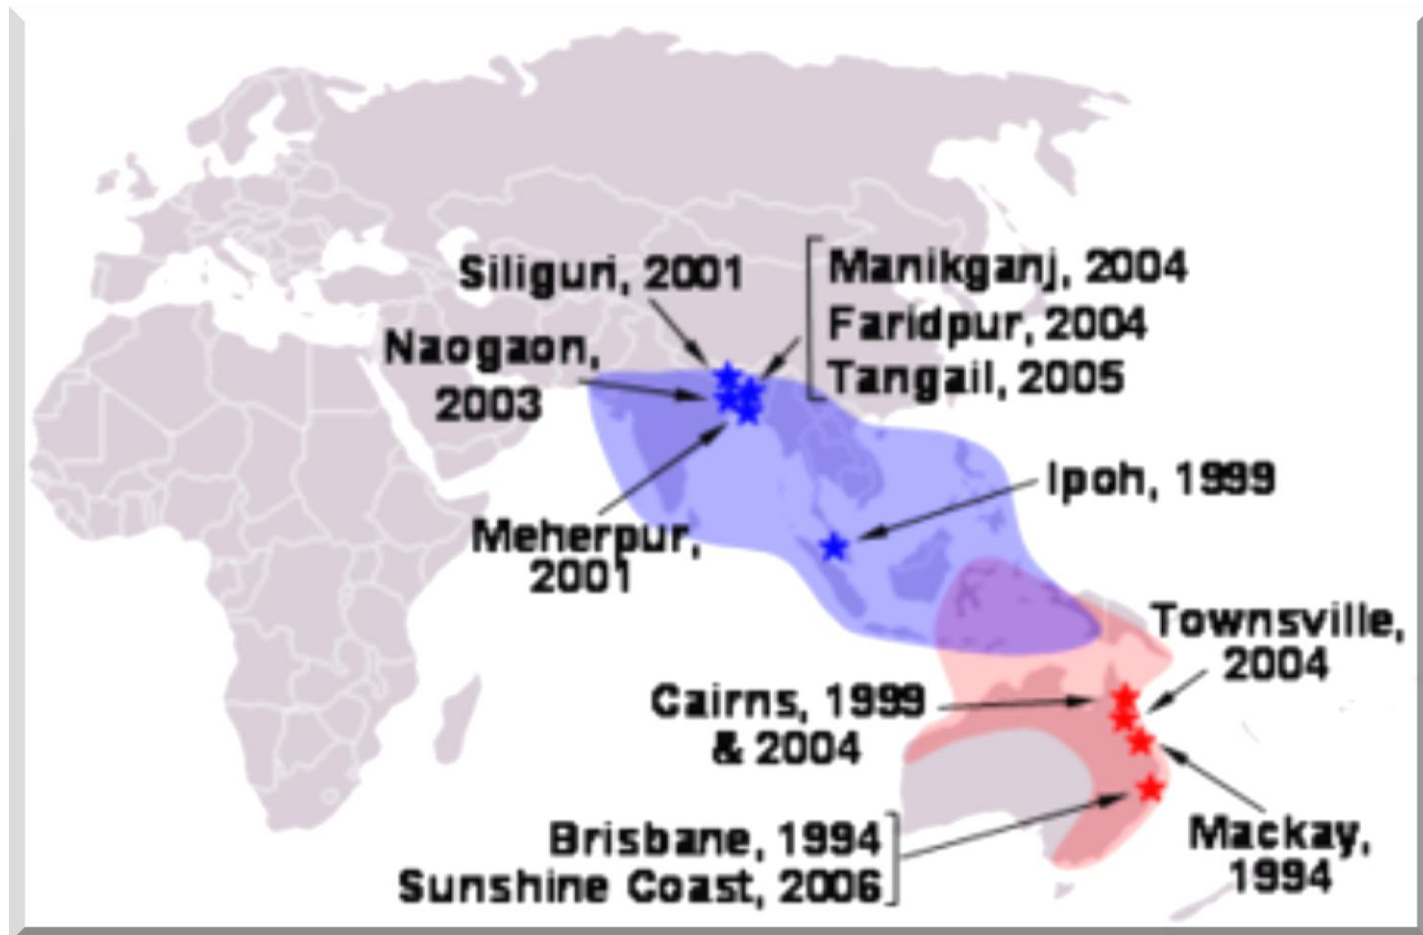 Siliguri, 2001
Manikganj, 2004
Faridpur, 2004
Tangail, 2005
Naogaon,
2003
Ipoh, 1999
Meherpur,
2001
Townsville,
2004
Cairns, 1999
& 2004
Brisbane, 1994
Sunshine Coast, 2006
Mackay,
1994